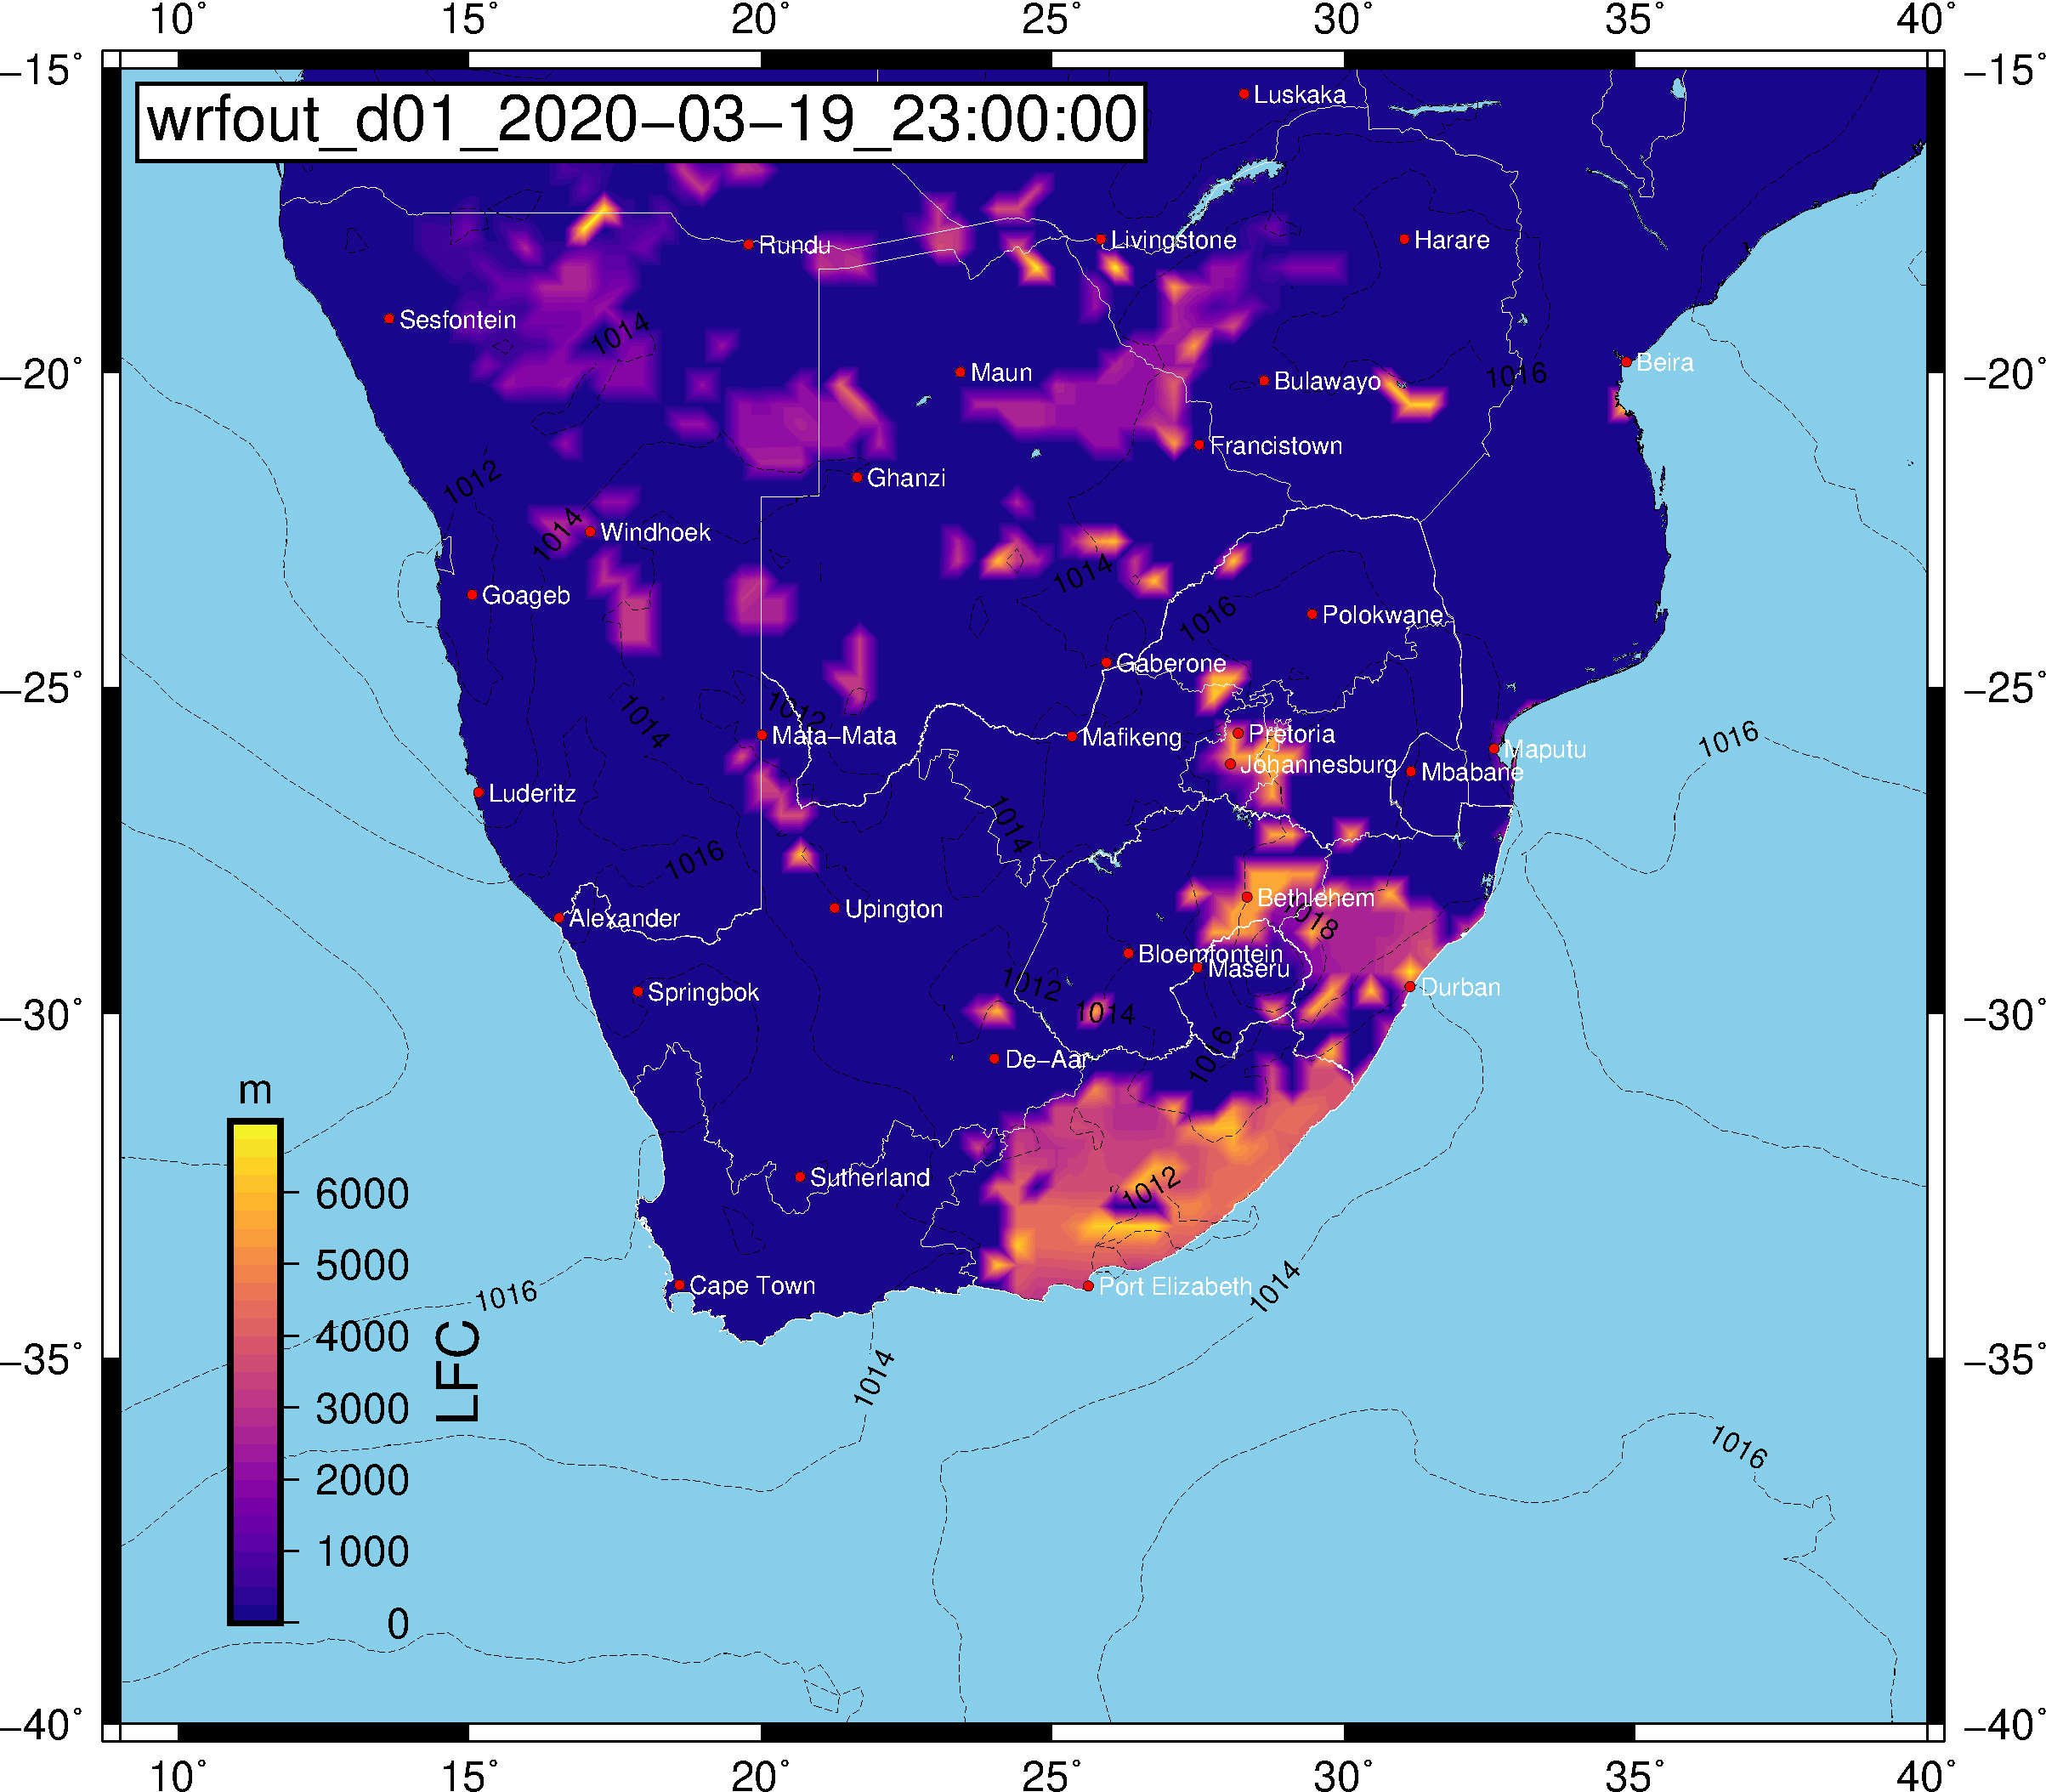 10° 15° 20° 25° 30° 35° 40°
−15° −15°
wrfout_d01_2020−03−19_23:00:00
Luskaka
Rundu
Livingstone
Harare
Sesfontein
1014
Beira
−20° −20°
Maun
1016
Bulawayo
Francistown
Ghanzi
1012
1014
Windhoek
1014
Goageb
1016
Polokwane
Gaberone
−25° −25°
1014
1012
Mata−Mata
Mafikeng
Pretoria
1016
Maputu
Johannesburg
Mbabane
Luderitz
1014
1016
Bethlehem
Upington
1018
Alexander
Bloemfontein
Maseru
1012
Springbok
Durban
−30° −30°
1014
1016
De−Aar
m
Sutherland
1012
6000
5000
Cape Town
Port Elizabeth
1014
1016
4000
LFC
−35° −35°
1014
3000
1016
2000
1000
0
−40° −40°
10° 15° 20° 25° 30° 35° 40°